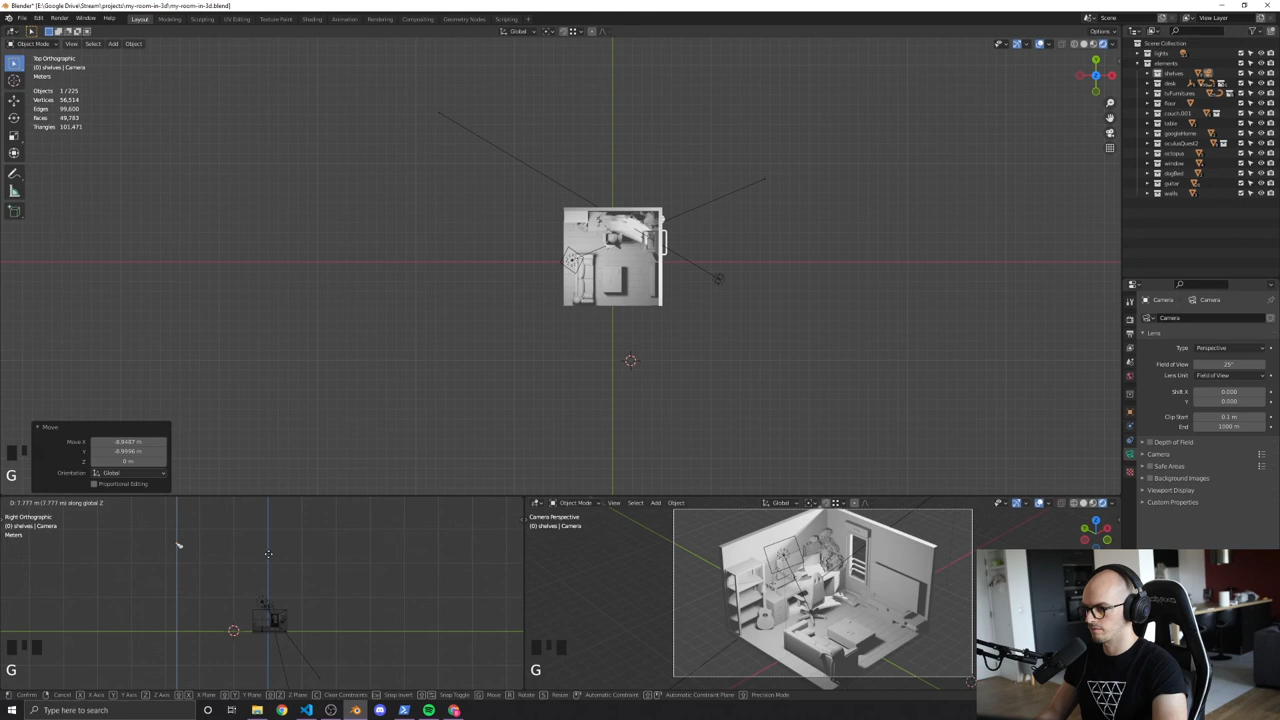 Blender* [E:\Google Drive\Stream\projects\my-room-in-3d\my-room-in-3d.blend]
File Edit Render Window Help Layout Modeling Sculpting UV Editing Texture Paint Shading Animation Rendering Compositing Geometry Nodes Scripting + Scene View Layer
Object Mode View Select Add Object Global Options
Top Orthographic
(0) shelves | Camera
Meters
Objects 1/225
Vertices 56,514
Edges 99,600
Faces 49,783
Triangles 101,471
Scene Collection
lights
elements
shelves
desk
tvFurnitures
floor
couch.001
table
googleHome
oculusQuest2
octopus
window
dogBed
guitar
walls
Camera Camera
Camera
Lens
Type Perspective
Field of View 25°
Lens Unit Field of View
Shift X 0.000
Y 0.000
Clip Start 0.1 m
End 1000 m
Depth of Field
Camera
Safe Areas
Background Images
Viewport Display
Custom Properties
Move
Move X -8.9487 m
Y -8.9996 m
Z 0 m
Orientation Global
Proportional Editing
G
D: 7.777 m (7.777 m) along global Z
Right Orthographic
(0) shelves | Camera
Meters
G
Object Mode View Select Add Object Global
Camera Perspective
(0) shelves | Camera
G
Confirm Cancel X X Axis Y Y Axis Z Z Axis X X Plane Y Y Plane Z Z Plane C Clear Constraints Snap Invert Snap Toggle G Move R Rotate S Resize Automatic Constraint Automatic Constraint Plane Precision Mode
Type here to search